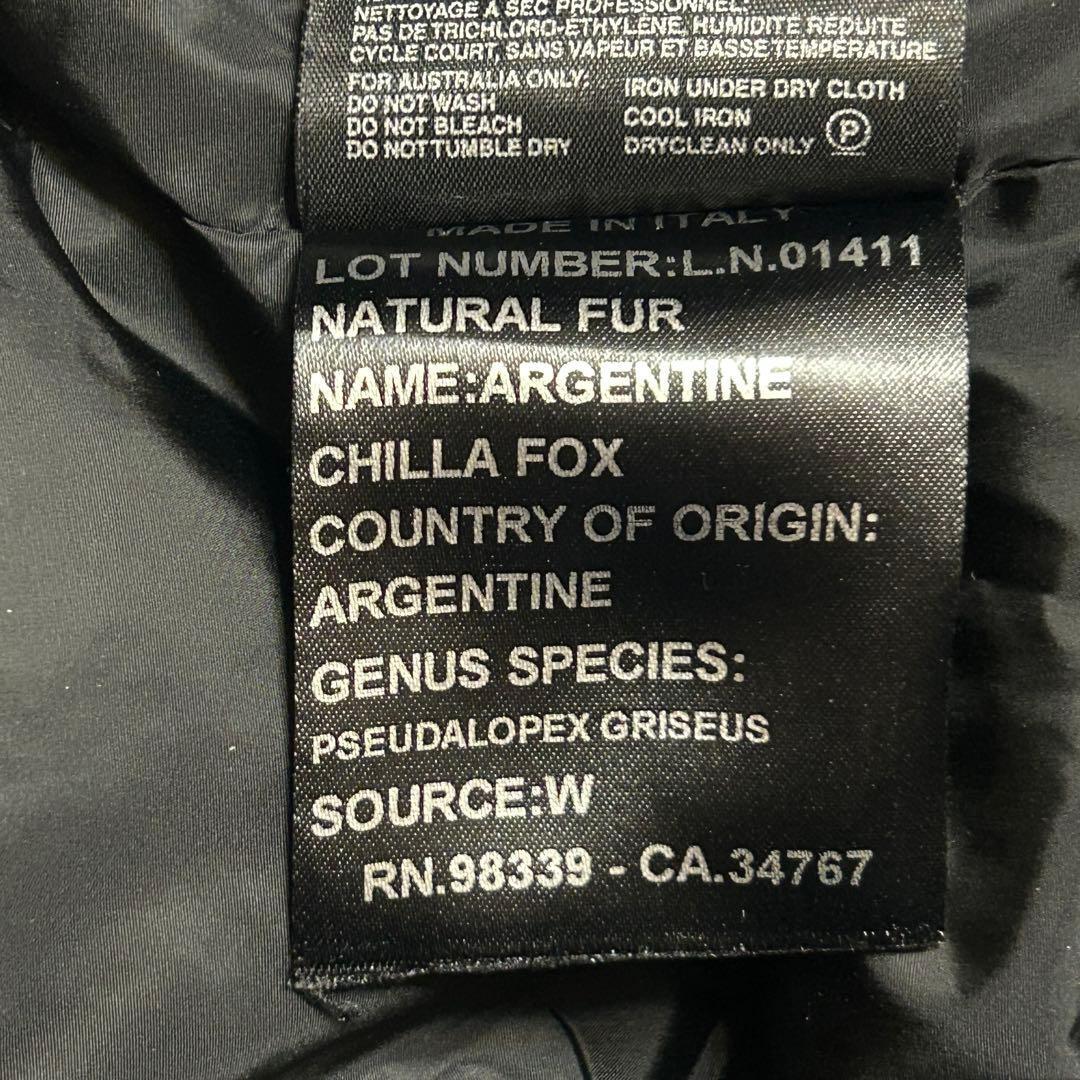 NETTOYAGE A SEC PROFESSIONNEL:
PAS DE TRICHLORO-ETHYLENE, HUMIDITE REDUITE
CYCLE COURT, SANS VAPEUR ET BASSE TEMPERATURE
FOR AUSTRALIA ONLY:
DO NOT WASH
DO NOT BLEACH
DO NOT TUMBLE DRY
IRON UNDER DRY CLOTH
COOL IRON
DRYCLEAN ONLY P
MADE IN ITALY
LOT NUMBER:L.N.01411
NATURAL FUR
NAME:ARGENTINE
CHILLA FOX
COUNTRY OF ORIGIN:
ARGENTINE
GENUS SPECIES:
PSEUDALOPEX GRISEUS
SOURCE:W
RN.98339 - CA.34767